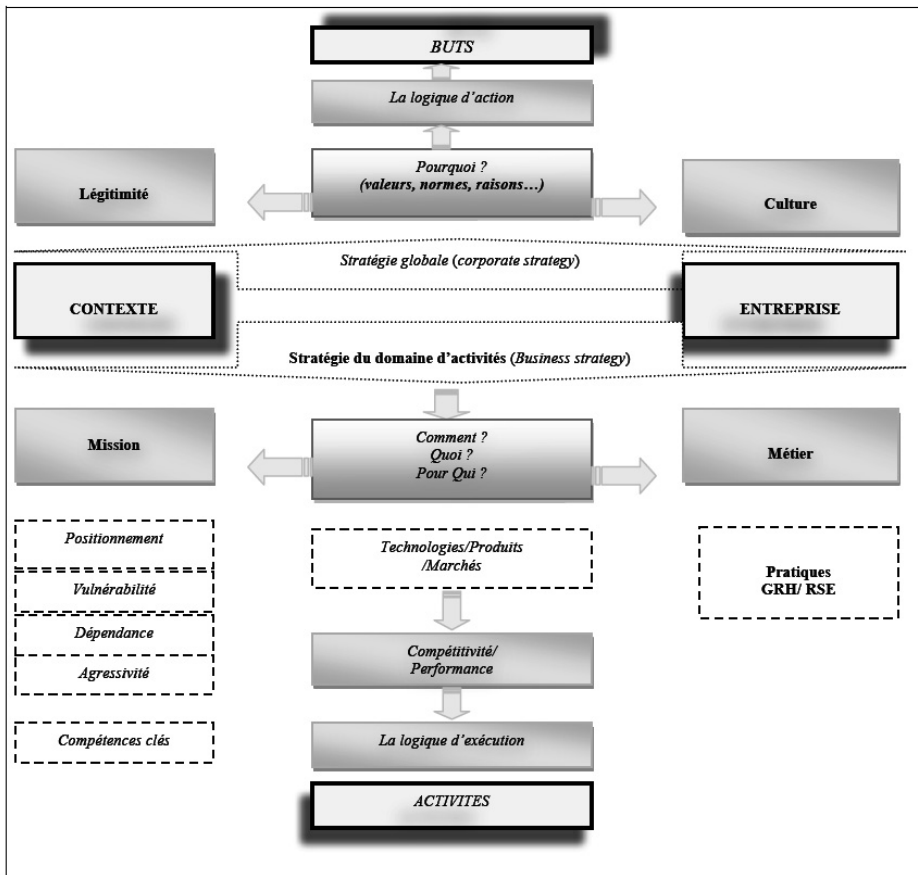 BUTS
La logique d'action
Pourquoi ?
(valeurs, normes, raisons…)
Légitimité
Culture
Stratégie globale (corporate strategy)
CONTEXTE
ENTREPRISE
Stratégie du domaine d'activités (Business strategy)
Mission
Comment ?
Quoi ?
Pour Qui ?
Métier
Positionnement
Vulnérabilité
Dépendance
Agressivité
Compétences clés
Technologies/Produits
/Marchés
Pratiques
GRH/ RSE
Compétitivité/
Performance
La logique d'exécution
ACTIVITES